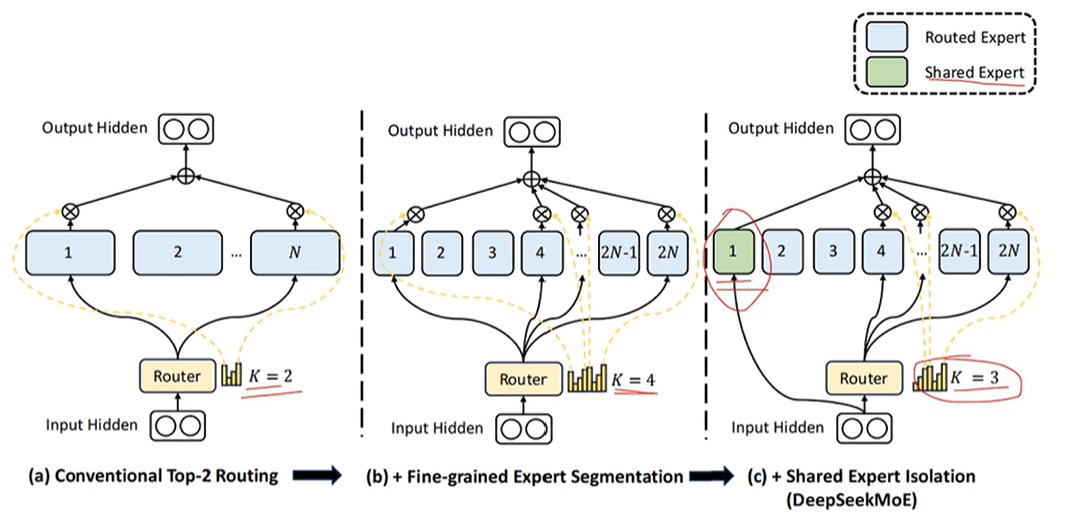 Routed Expert
Shared Expert
Output Hidden
1
2
...
N
Router
K = 2
Input Hidden
(a) Conventional Top-2 Routing
Output Hidden
1
2
3
4
...
2N-1
2N
Router
K = 4
Input Hidden
(b) + Fine-grained Expert Segmentation
Output Hidden
1
2
3
4
...
2N-1
2N
Router
K = 3
Input Hidden
(c) + Shared Expert Isolation
(DeepSeekMoE)